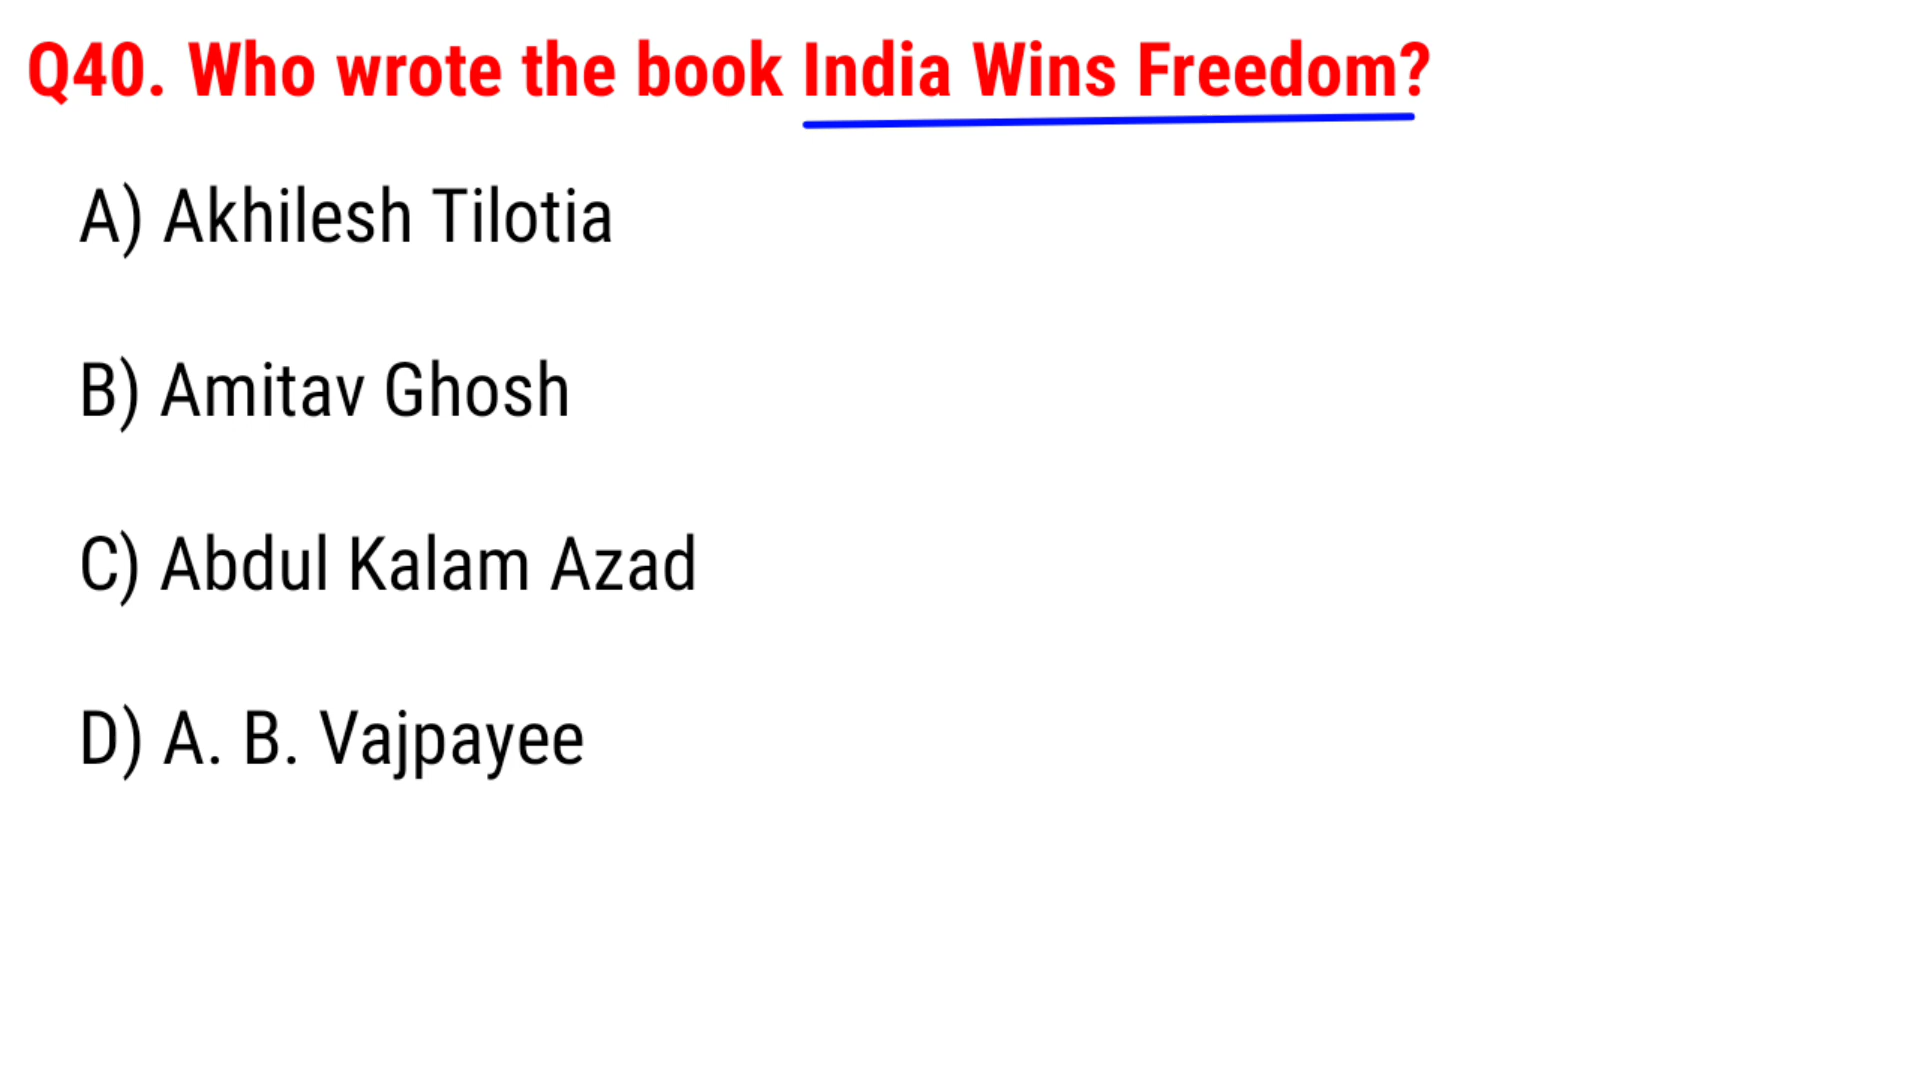 Q40. Who wrote the book India Wins Freedom?
A) Akhilesh Tilotia
B) Amitav Ghosh
C) Abdul Kalam Azad
D) A. B. Vajpayee